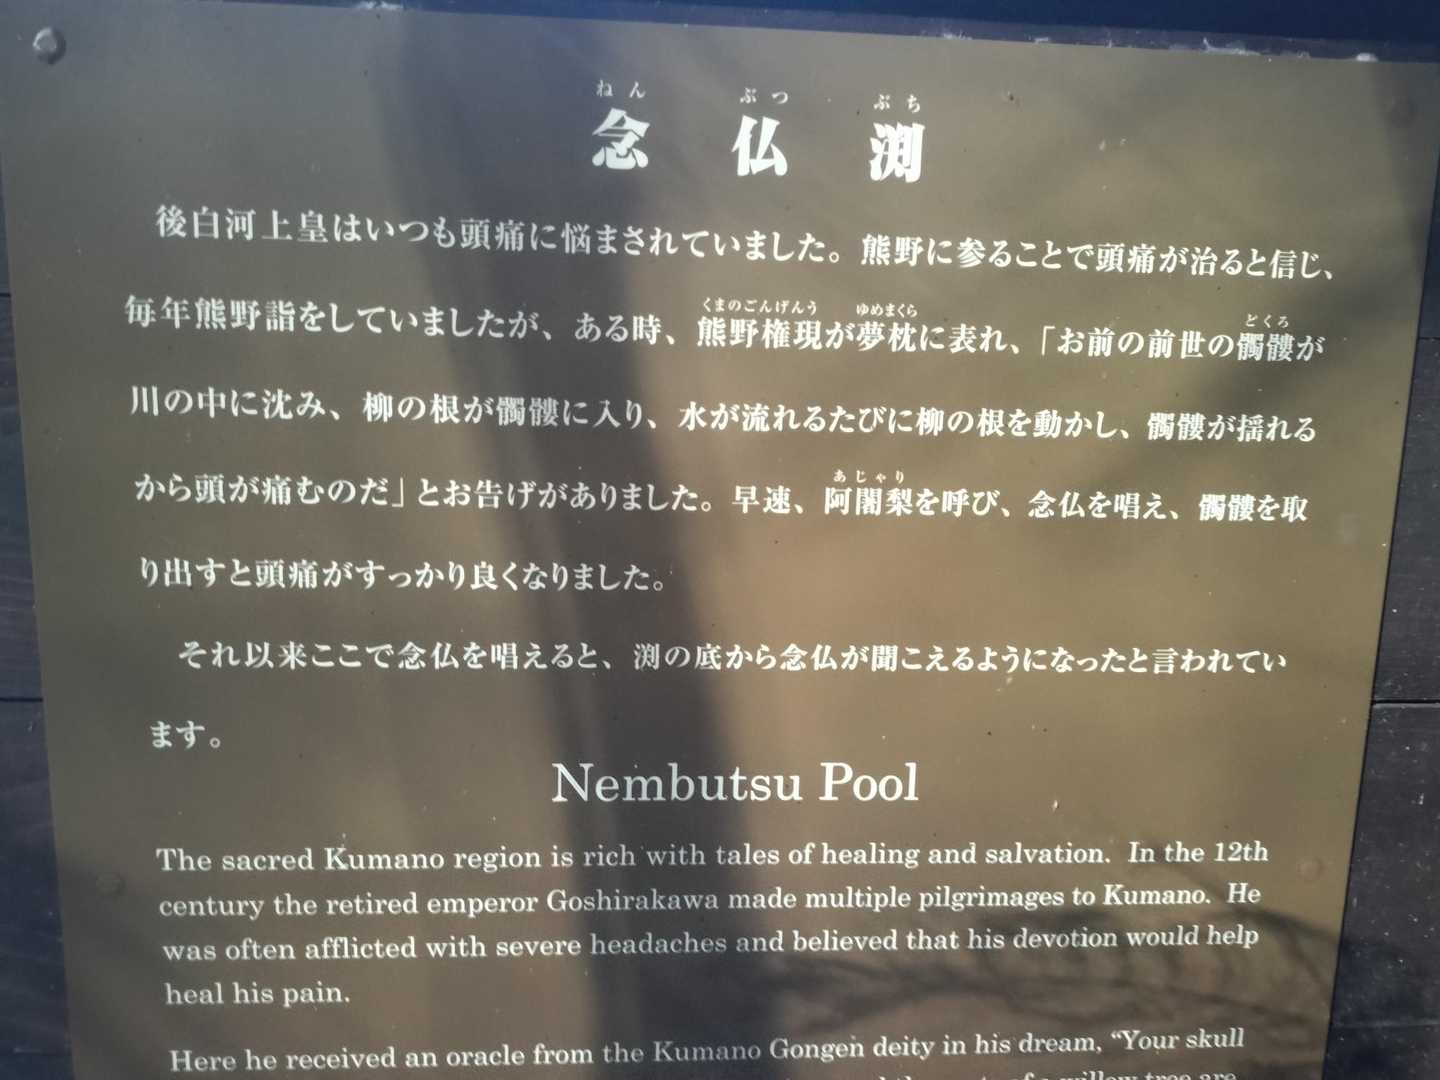 ねん ぶつ ぶち
念仏渕
後白河上皇はいつも頭痛に悩まされていました。熊野に参ることで頭痛が治ると信じ、
くまのごんげんう ゆめまくら どくろ
毎年熊野詣をしていましたが、ある時、熊野権現が夢枕に表れ、「お前の前世の髑髏が
川の中に沈み、柳の根が髑髏に入り、水が流れるたびに柳の根を動かし、髑髏が揺れる
あじゃり
から頭が痛むのだ」とお告げがありました。早速、阿闍梨を呼び、念仏を唱え、髑髏を取
り出すと頭痛がすっかり良くなりました。
それ以来ここで念仏を唱えると、渕の底から念仏が聞こえるようになったと言われてい
ます。
Nembutsu Pool
The sacred Kumano region is rich with tales of healing and salvation. In the 12th
century the retired emperor Goshirakawa made multiple pilgrimages to Kumano. He
was often afflicted with severe headaches and believed that his devotion would help
heal his pain.
Here he received an oracle from the Kumano Gongen deity in his dream, “Your skull
of a willow tree are